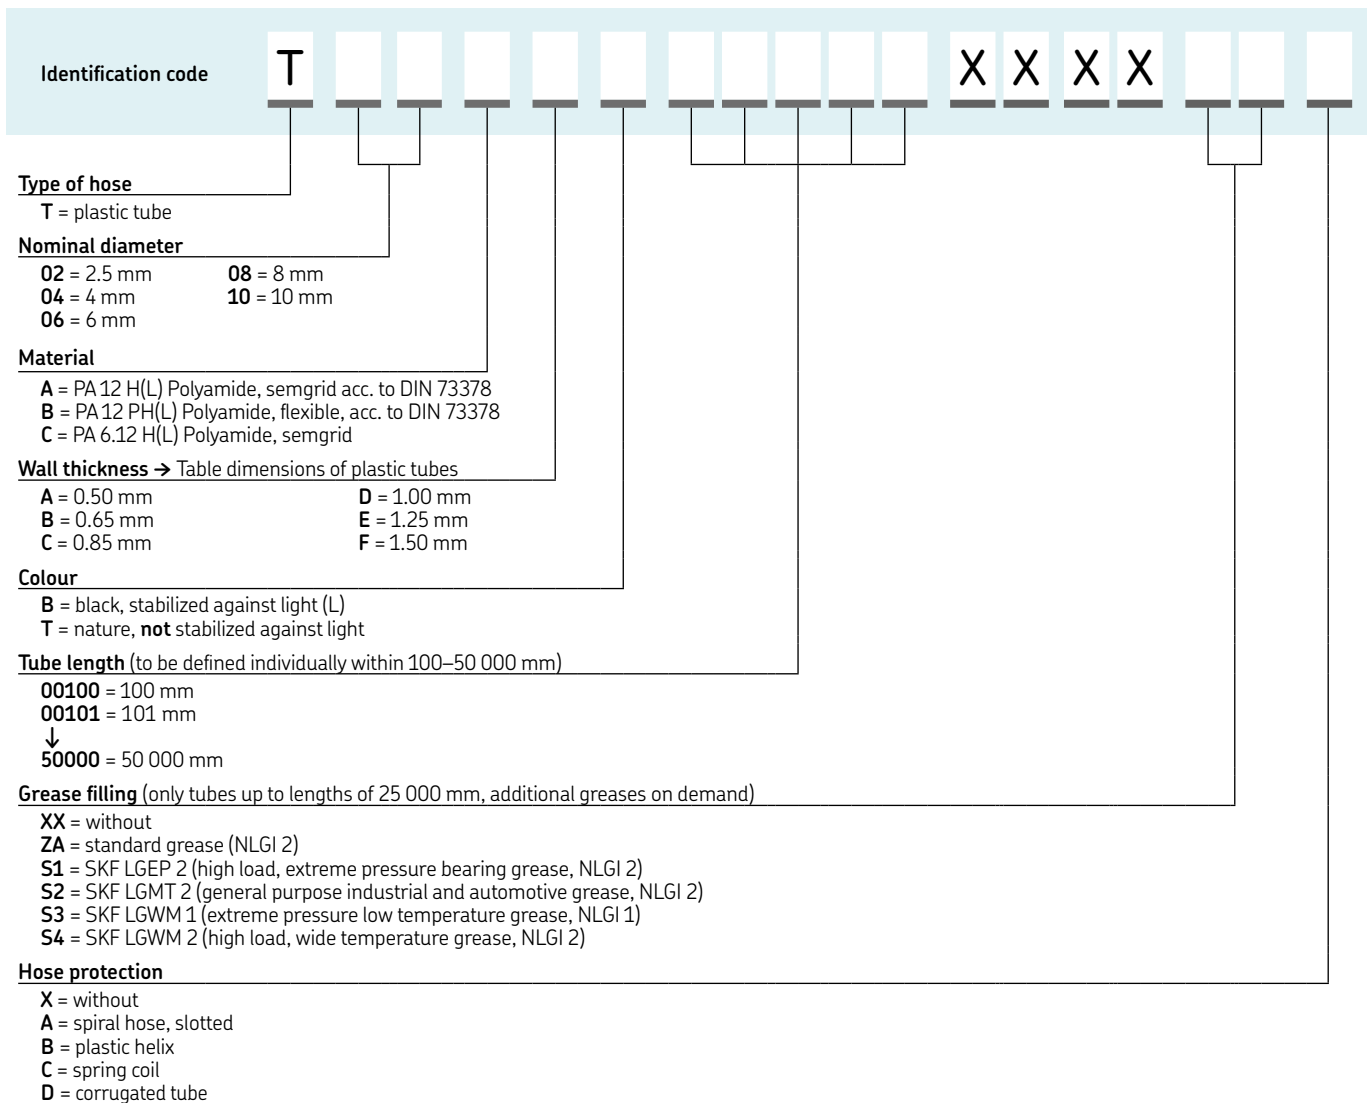 Identification code T X X X X
Type of hose
T = plastic tube
Nominal diameter
02 = 2.5 mm 08 = 8 mm
04 = 4 mm 10 = 10 mm
06 = 6 mm
Material
A = PA 12 H(L) Polyamide, semgrid acc. to DIN 73378
B = PA 12 PH(L) Polyamide, flexible, acc. to DIN 73378
C = PA 6.12 H(L) Polyamide, semgrid
Wall thickness → Table dimensions of plastic tubes
A = 0.50 mm D = 1.00 mm
B = 0.65 mm E = 1.25 mm
C = 0.85 mm F = 1.50 mm
Colour
B = black, stabilized against light (L)
T = nature, not stabilized against light
Tube length (to be defined individually within 100–50 000 mm)
00100 = 100 mm
00101 = 101 mm
↓
50000 = 50 000 mm
Grease filling (only tubes up to lengths of 25 000 mm, additional greases on demand)
XX = without
ZA = standard grease (NLGI 2)
S1 = SKF LGEP 2 (high load, extreme pressure bearing grease, NLGI 2)
S2 = SKF LGMT 2 (general purpose industrial and automotive grease, NLGI 2)
S3 = SKF LGWM 1 (extreme pressure low temperature grease, NLGI 1)
S4 = SKF LGWM 2 (high load, wide temperature grease, NLGI 2)
Hose protection
X = without
A = spiral hose, slotted
B = plastic helix
C = spring coil
D = corrugated tube